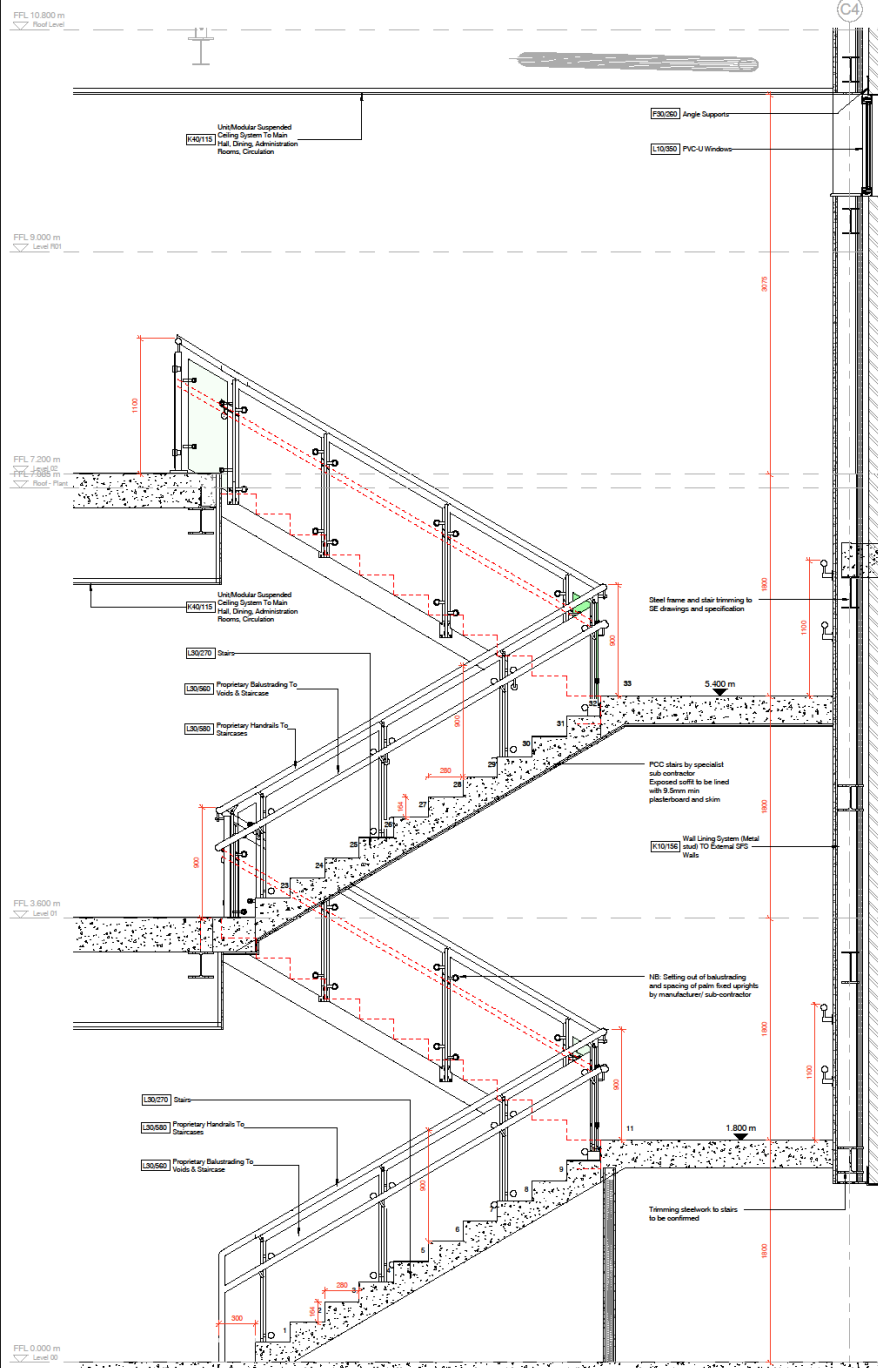 C4
FFL 10.800 m
Roof Level
K40/115
Unit/Modular Suspended
Ceiling System To Main
Hall, Dining, Administration
Rooms, Circulation
F30/260 Angle Supports
L10/350 PVC-U Windows
FFL 9.000 m
Level R01
3075
1100
FFL 7.200 m
Level 02
Roof - Plant
K40/115
Unit/Modular Suspended
Ceiling System To Main
Hall, Dining, Administration
Rooms, Circulation
Steel frame and stair trimming to
SE drawings and specification
1800
1100
900
L30/270 Stairs
33
5.400 m
L30/560 Proprietary Balustrading To
Voids & Staircase
32
31
L30/580 Proprietary Handrails To
Staircases
900
30
29
280
28
164
27
26
25
24
23
PCC stairs by specialist
sub contractor
Exposed soffit to be lined
with 9.5mm min
plasterboard and skim
1800
K10/156
Wall Lining System (Metal
stud) TO External SFS
Walls
900
FFL 3.600 m
Level 01
NB: Setting out of balustrading
and spacing of palm fixed uprights
by manufacturer/ sub-contractor
1800
1100
900
L30/270 Stairs
11
1.800 m
L30/580 Proprietary Handrails To
Staircases
L30/560 Proprietary Balustrading To
Voids & Staircase
900
9
8
7
6
5
280
3
164
2
1
300
Trimming steelwork to stairs
to be confirmed
1800
FFL 0.000 m
Level 00